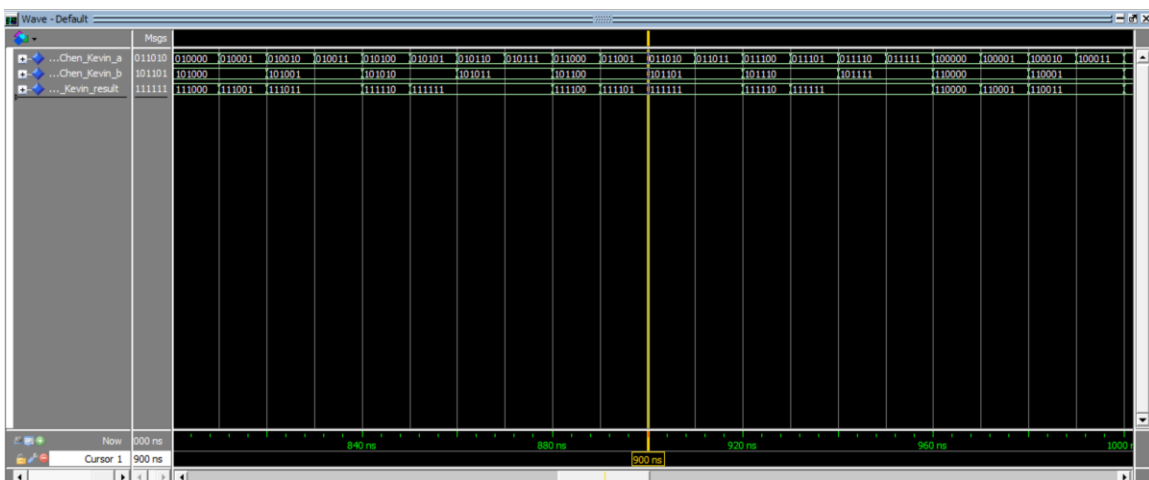 Wave - Default
Msgs
...Chen_Kevin_a 011010 010000 010001 010010 010011 010100 010101 010110 010111 011000 011001 011010 011011 011100 011101 011110 011111 100000 100001 100010 100011
...Chen_Kevin_b 101101 101000 101001 101010 101011 101100 101101 101110 101111 110000 110001
..._Kevin_result 111111 111000 111001 111011 111110 111111 111100 111101 111111 111110 111111 110000 110001 110011
Now 000 ns 840 ns 880 ns 920 ns 960 ns 1000
Cursor 1 900 ns 900 ns